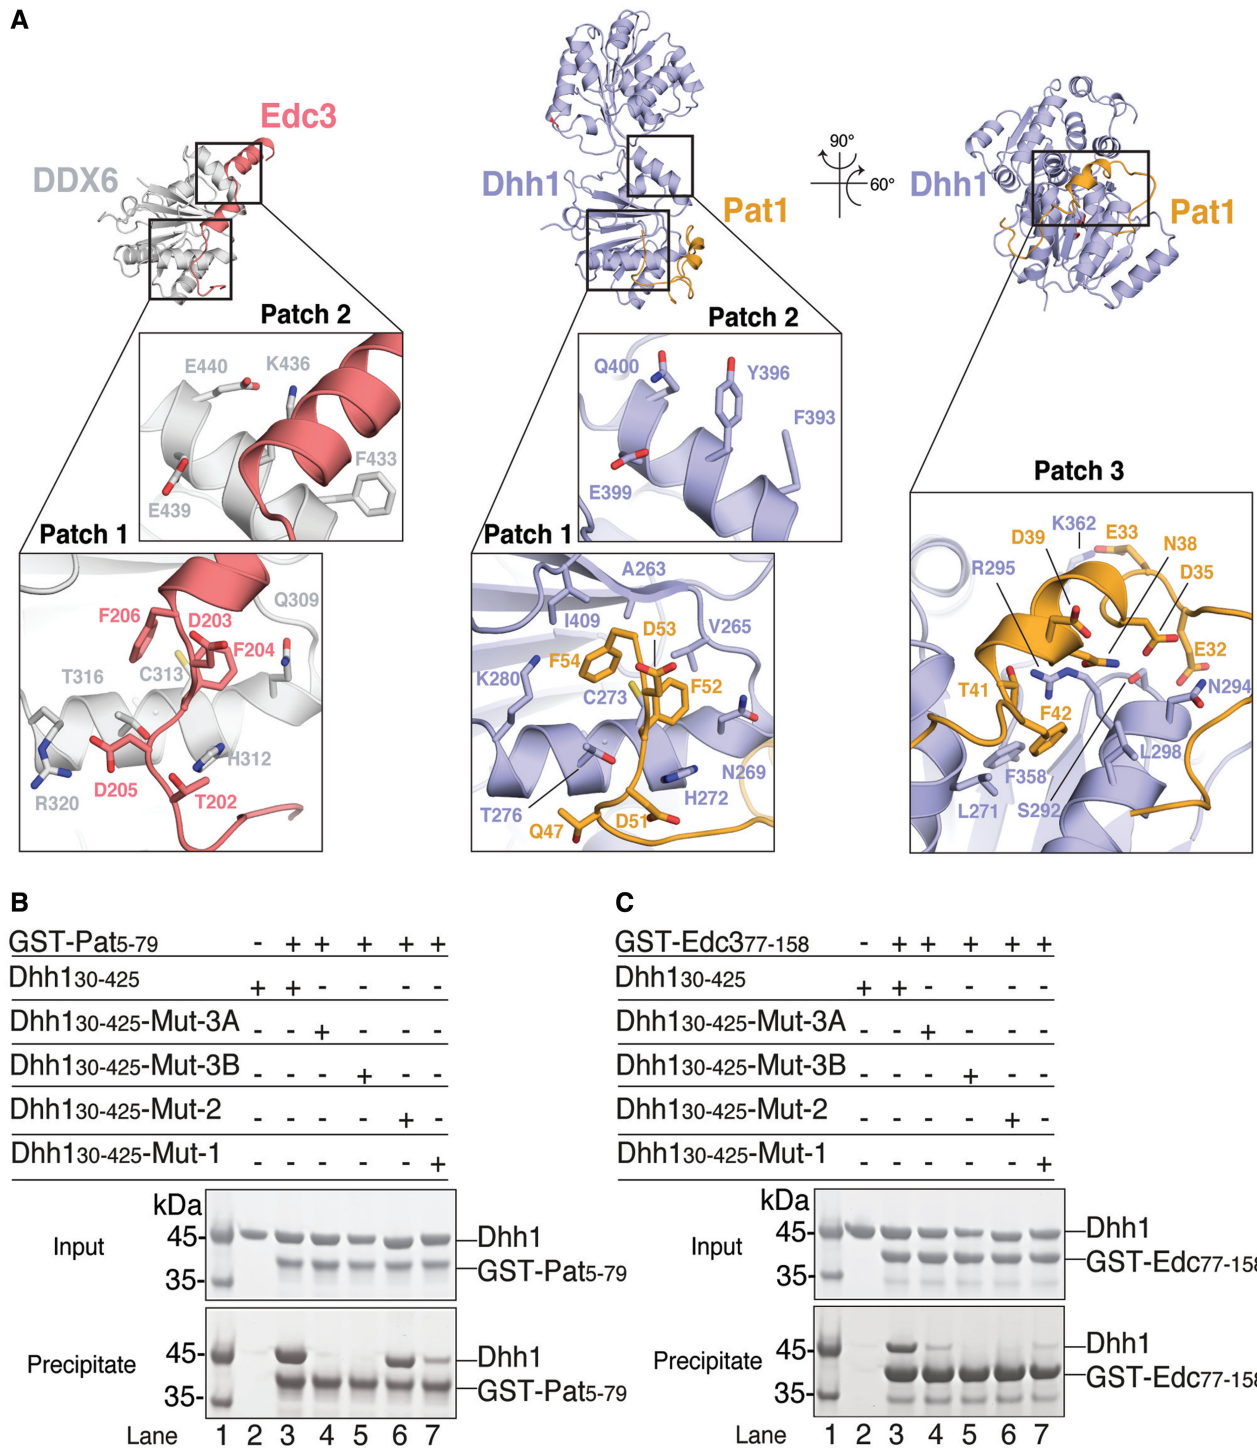 A
Edc3
DDX6
Dhh1
Pat1
90°
60°
Dhh1
Pat1
Patch 2
E440
K436
F433
E439
Patch 1
F206
D203
Q309
F204
T316
C313
H312
R320
D205
T202
Patch 2
Q400
Y396
F393
E399
Patch 1
A263
I409
D53
V265
F54
K280
C273
F52
N269
H272
T276
Q47
D51
Patch 3
K362
E33
D39
N38
R295
D35
E32
T41
N294
F42
L298
F358
L271
S292
B
GST-Pat5-79 - + + + + +
Dhh130-425 + + - - - -
Dhh130-425-Mut-3A - - + - - -
Dhh130-425-Mut-3B - - - + - -
Dhh130-425-Mut-2 - - - - + -
Dhh130-425-Mut-1 - - - - - +
kDa
Input
45-
Dhh1
35-
GST-Pat5-79
Precipitate
45-
Dhh1
35-
GST-Pat5-79
Lane 1 2 3 4 5 6 7
C
GST-Edc377-158 - + + + + +
Dhh130-425 + + - - - -
Dhh130-425-Mut-3A - - + - - -
Dhh130-425-Mut-3B - - - + - -
Dhh130-425-Mut-2 - - - - + -
Dhh130-425-Mut-1 - - - - - +
kDa
Input
45-
Dhh1
35-
GST-Edc77-158
Precipitate
45-
Dhh1
35-
GST-Edc77-158
Lane 1 2 3 4 5 6 7